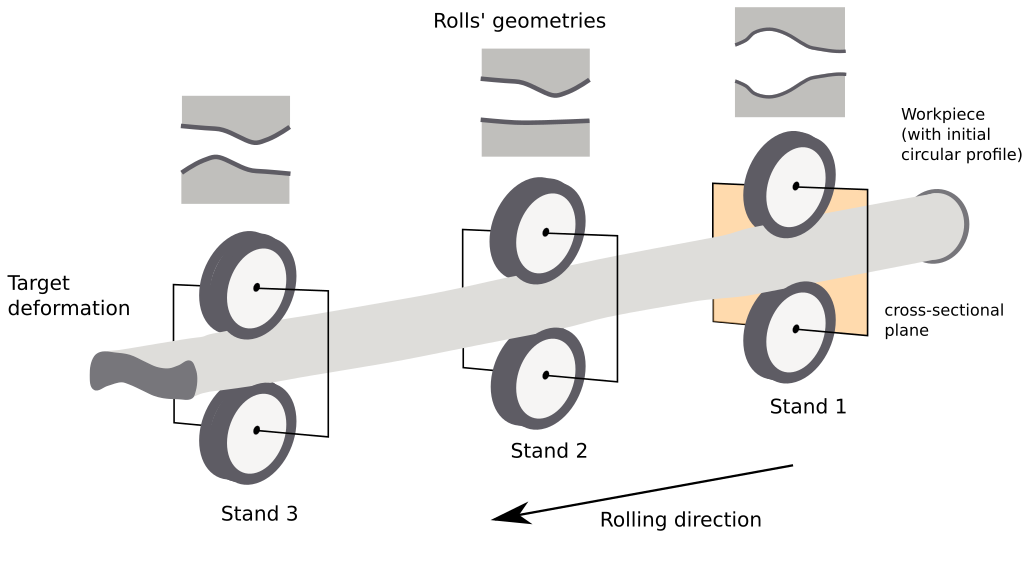 Rolls' geometries
Workpiece
(with initial
circular profile)
Target
deformation
cross-sectional
plane
Stand 1
Stand 2
Stand 3
Rolling direction